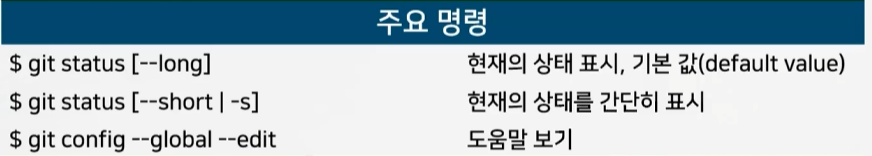 주요 명령
$ git status [--long] 현재의 상태 표시, 기본 값(default value)
$ git status [--short | -s] 현재의 상태를 간단히 표시
$ git config --global --edit 도움말 보기